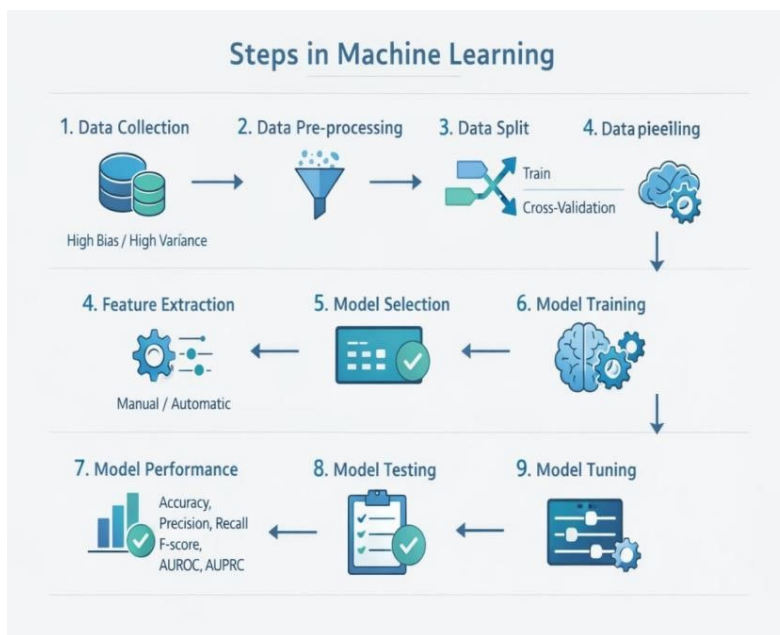 Steps in Machine Learning
1. Data Collection
2. Data Pre-processing
3. Data Split
4. Data pieeiling
Train
Cross-Validation
High Bias / High Variance
4. Feature Extraction
5. Model Selection
6. Model Training
Manual / Automatic
7. Model Performance
8. Model Testing
9. Model Tuning
Accuracy,
Precision, Recall
F-score,
AUROC, AUPRC